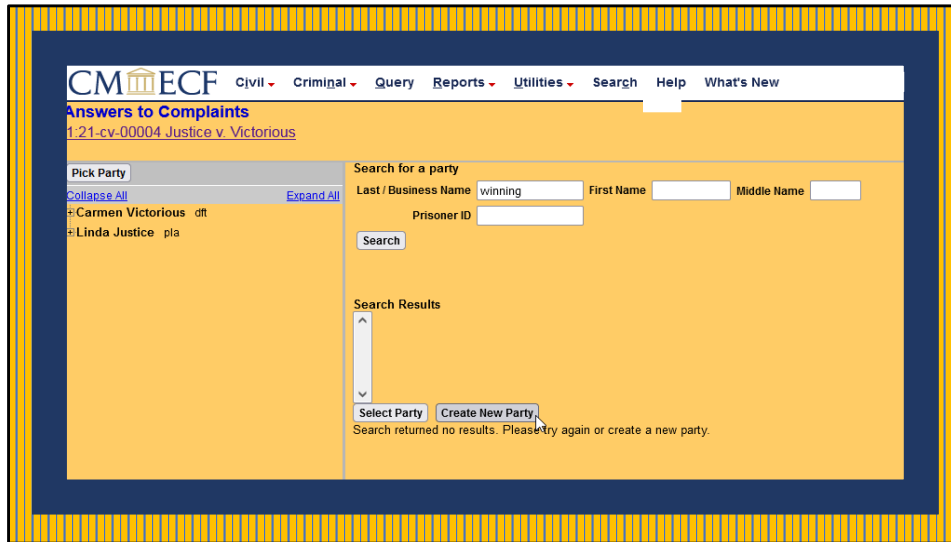 CM ECF Civil Criminal Query Reports Utilities Search Help What's New
Answers to Complaints
1:21-cv-00004 Justice v. Victorious
Pick Party
Collapse All Expand All
Carmen Victorious dft
Linda Justice pla
Search for a party
Last / Business Name winning First Name Middle Name
Prisoner ID
Search
Search Results
Select Party Create New Party
Search returned no results. Please try again or create a new party.